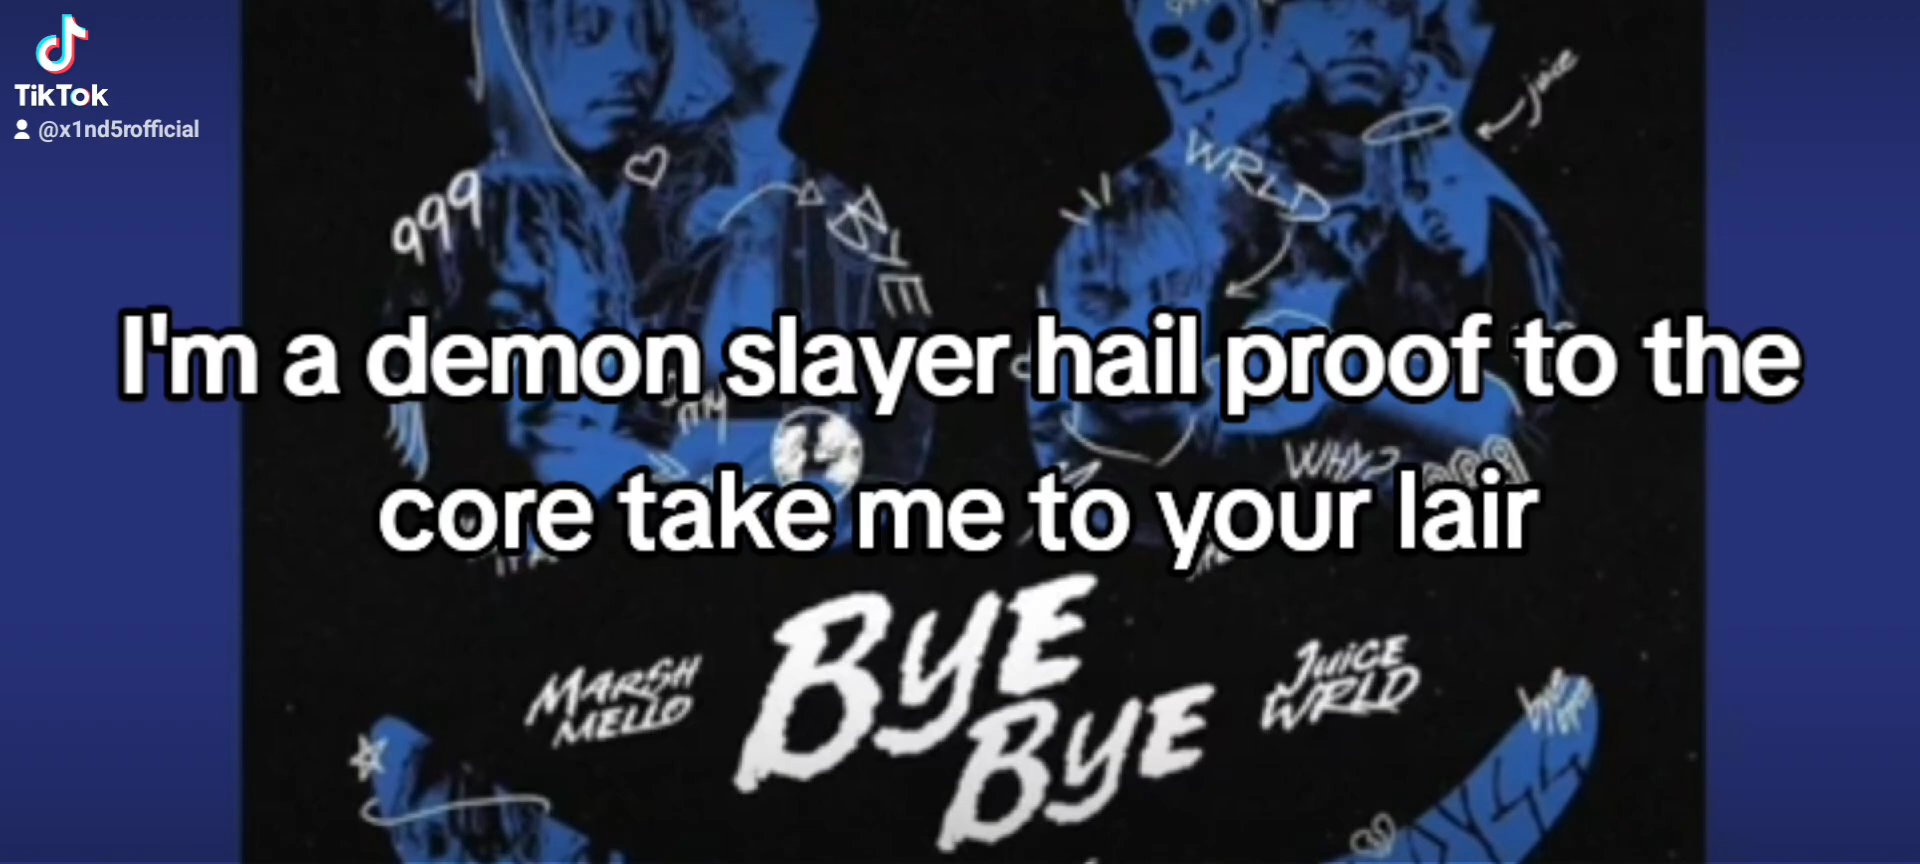 TikTok
@x1nd5rofficial
juice
WRLD
999
BYE
I'm a demon slayer hail proof to the
WHY?
core take me to your lair
BYE
BYE
MARSH
MELLO
JUICE
WRLD